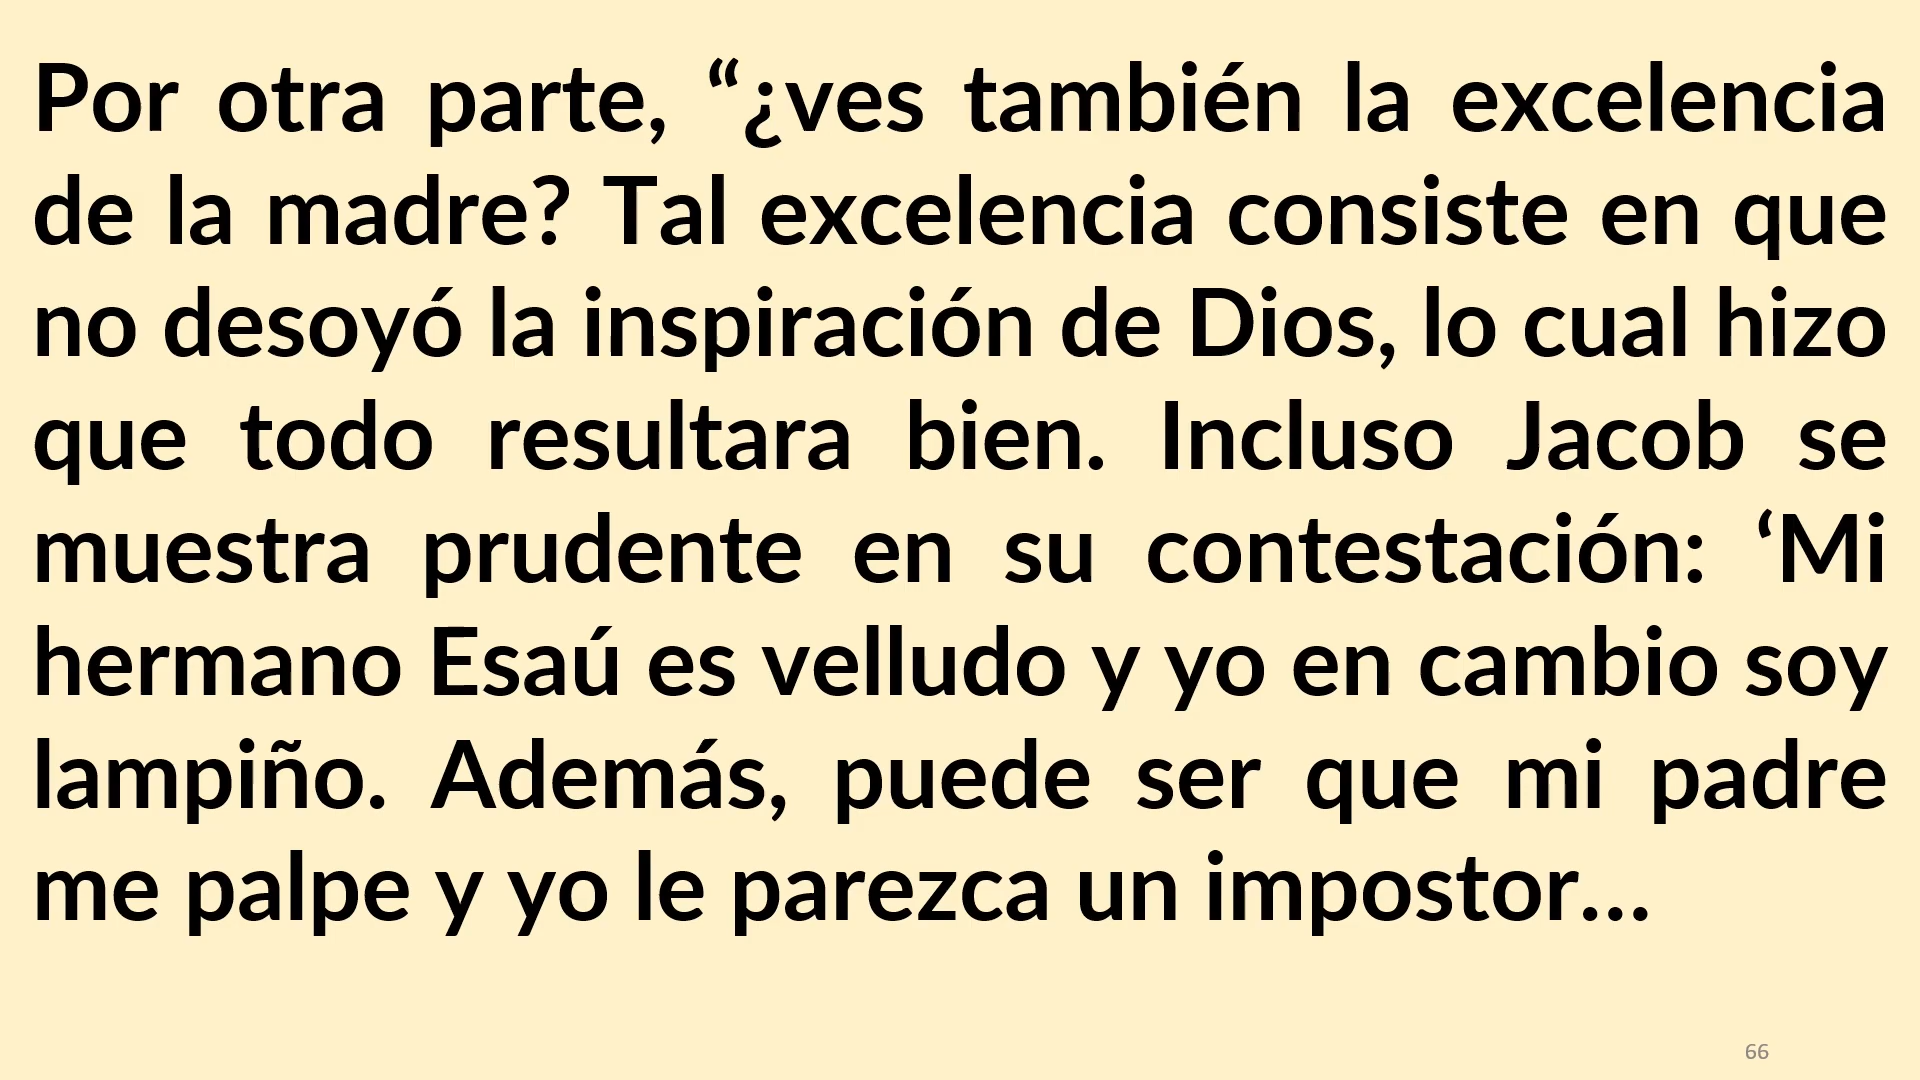 Por otra parte, “¿ves también la excelencia
de la madre? Tal excelencia consiste en que
no desoyó la inspiración de Dios, lo cual hizo
que todo resultara bien. Incluso Jacob se
muestra prudente en su contestación: ‘Mi
hermano Esaú es velludo y yo en cambio soy
lampiño. Además, puede ser que mi padre
me palpe y yo le parezca un impostor…
66